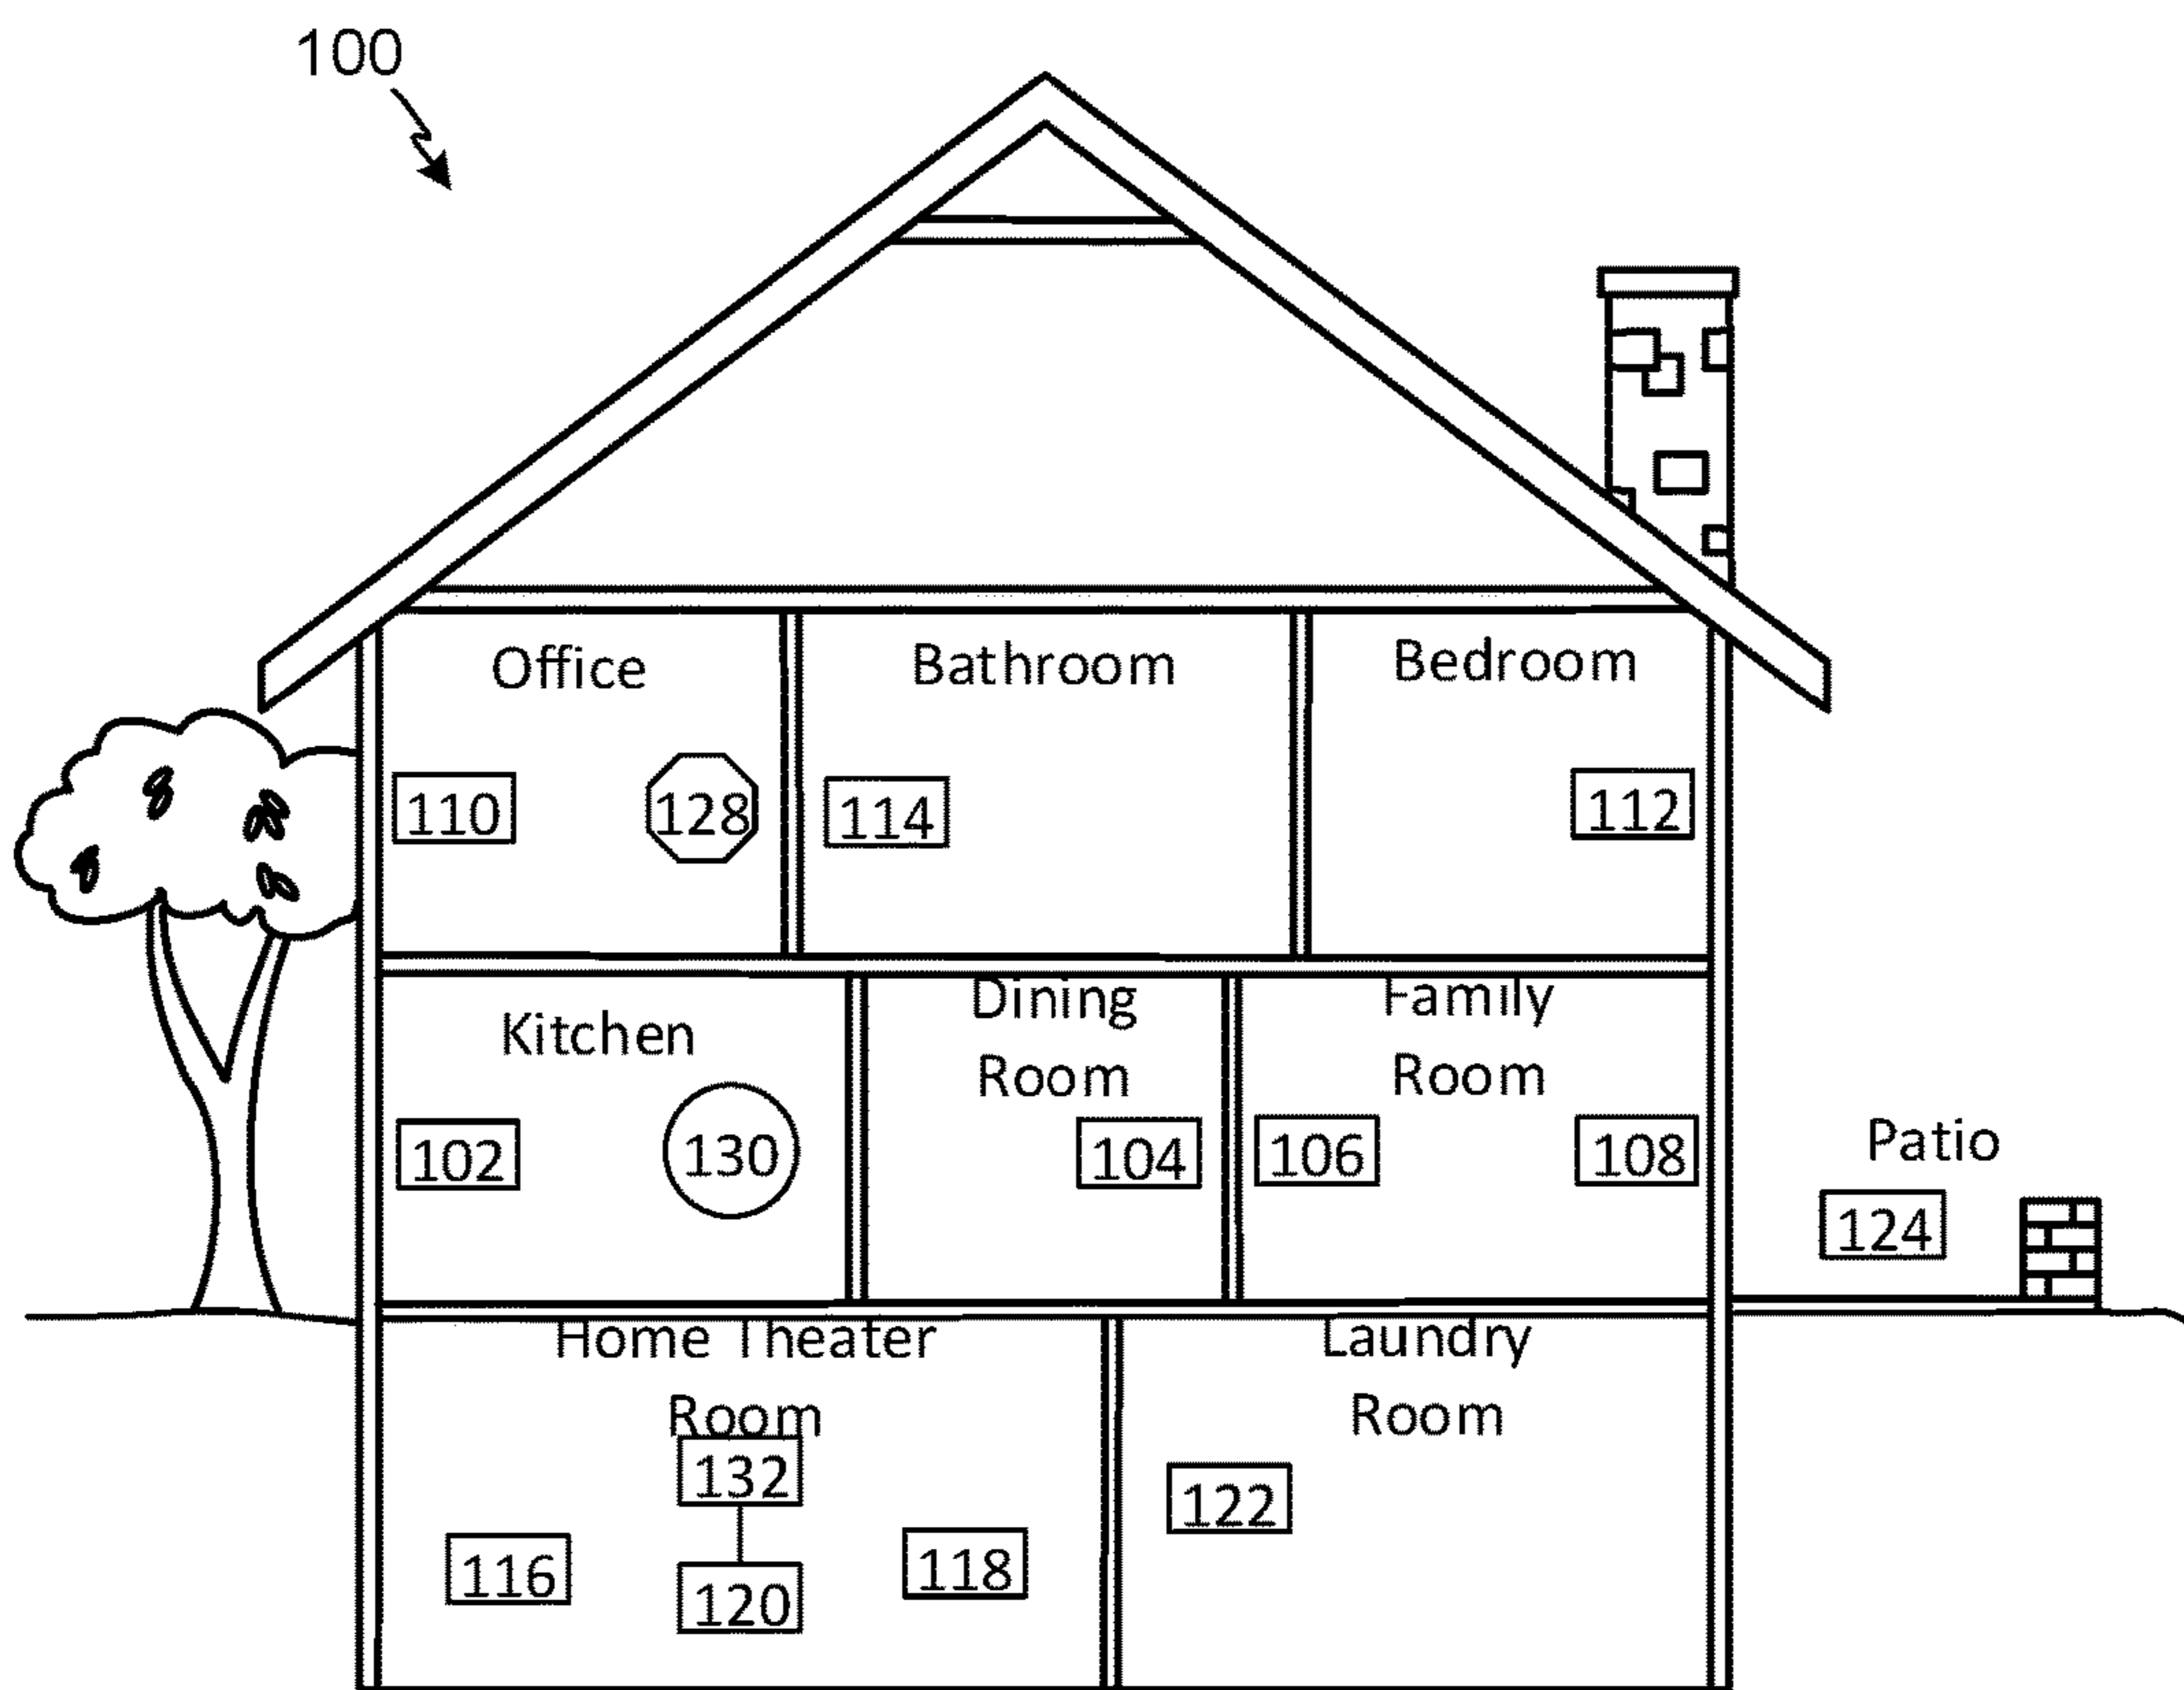 100
Office
Bathroom
Bedroom
110
128
114
112
Kitchen
Dining
Room
Family
Room
102
130
104
106
108
Patio
124
Home Theater
Room
Laundry
Room
132
122
116
120
118